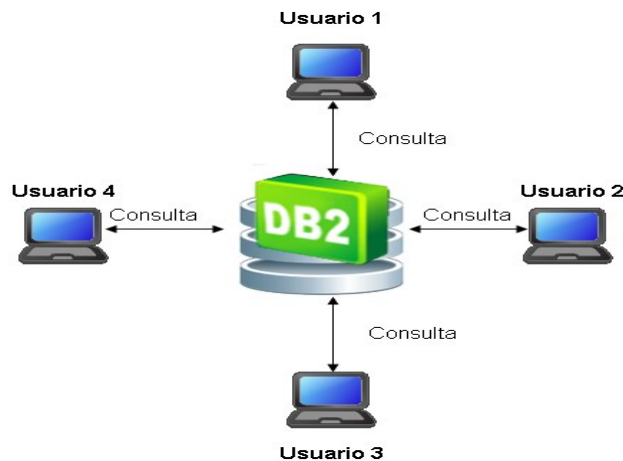 Usuario 1
Consulta
Usuario 4
Usuario 2
Consulta
DB2
Consulta
Consulta
Usuario 3